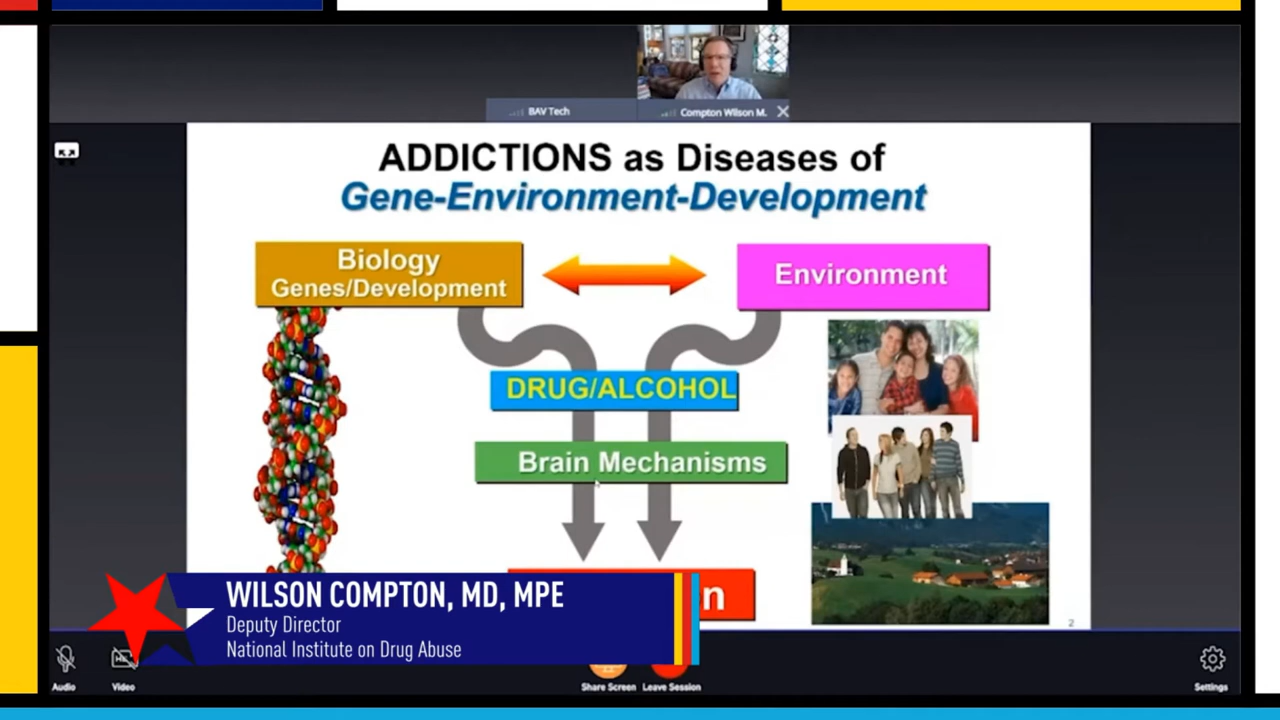 BAV Tech
Compton Wilson M.
ADDICTIONS as Diseases of
Gene-Environment-Development
Biology
Genes/Development
Environment
DRUG/ALCOHOL
Brain Mechanisms
n
2
WILSON COMPTON, MD, MPE
Deputy Director
National Institute on Drug Abuse
Audio
Video
Share Screen
Leave Session
Settings